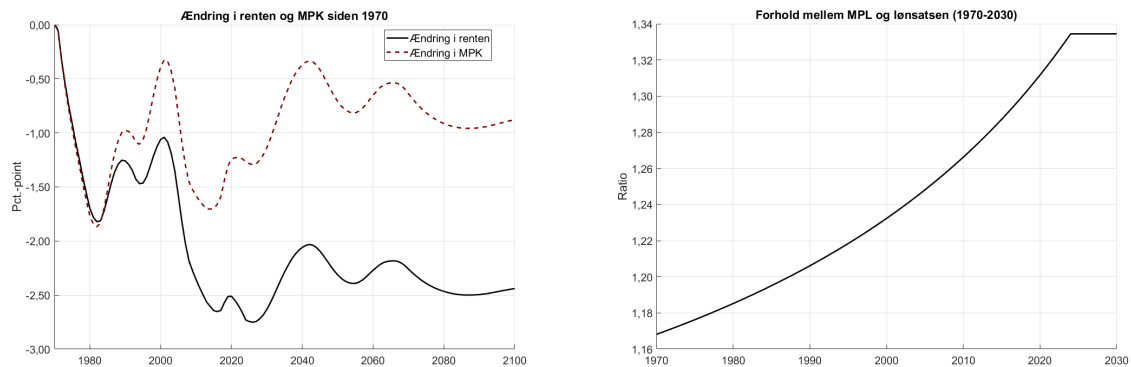 Ændring i renten og MPK siden 1970
0,00
-0,50
-1,00
-1,50
-2,00
-2,50
-3,00
Pct.-point
Ændring i renten
Ændring i MPK
1980 2000 2020 2040 2060 2080 2100
Forhold mellem MPL og lønsatsen (1970-2030)
1,34
1,32
1,30
1,28
1,26
1,24
1,22
1,20
1,18
1,16
Ratio
1970 1980 1990 2000 2010 2020 2030